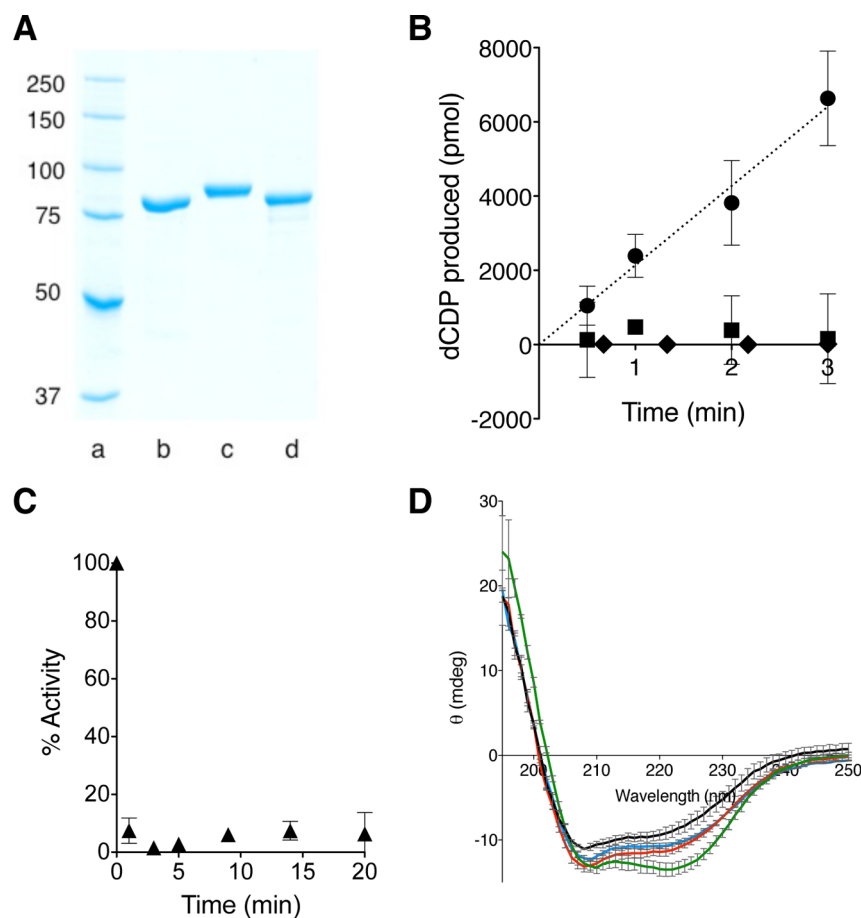 A
250
150
100
75
50
37
a b c d
B
dCDP produced (pmol)
8000
6000
4000
2000
0
-2000
1 2 3
Time (min)
C
% Activity
100
80
60
40
20
0
0 5 10 15 20
Time (min)
D
θ (mdeg)
30
20
10
0
-10
200 210 220 230 240 250
Wavelength (nm)